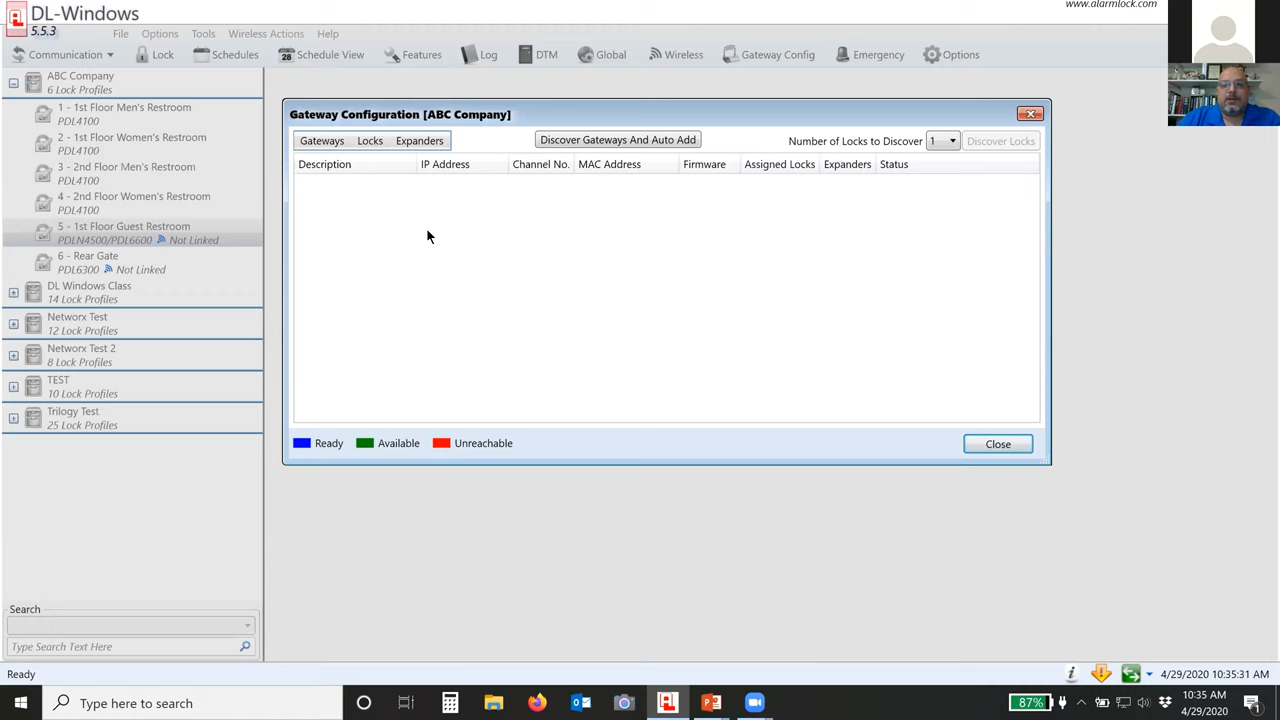 DL-Windows
www.alarmlock.com
5.5.3
File Options Tools Wireless Actions Help
Communication Lock Schedules 28 Schedule View Features Log DTM Global Wireless Gateway Config Emergency Options
ABC Company
6 Lock Profiles
1 - 1st Floor Men's Restroom
PDL4100
2 - 1st Floor Women's Restroom
PDL4100
3 - 2nd Floor Men's Restroom
PDL4100
4 - 2nd Floor Women's Restroom
PDL4100
5 - 1st Floor Guest Restroom
PDLN4500/PDL6600 Not Linked
6 - Rear Gate
PDL6300 Not Linked
DL Windows Class
14 Lock Profiles
Networx Test
12 Lock Profiles
Networx Test 2
8 Lock Profiles
TEST
10 Lock Profiles
Trilogy Test
25 Lock Profiles
Gateway Configuration [ABC Company]
Gateways Locks Expanders Discover Gateways And Auto Add Number of Locks to Discover 1 Discover Locks
Description IP Address Channel No. MAC Address Firmware Assigned Locks Expanders Status
Ready Available Unreachable Close
Search
Type Search Text Here
Ready 4/29/2020 10:35:31 AM
Type here to search 87% 10:35 AM
4/29/2020
1